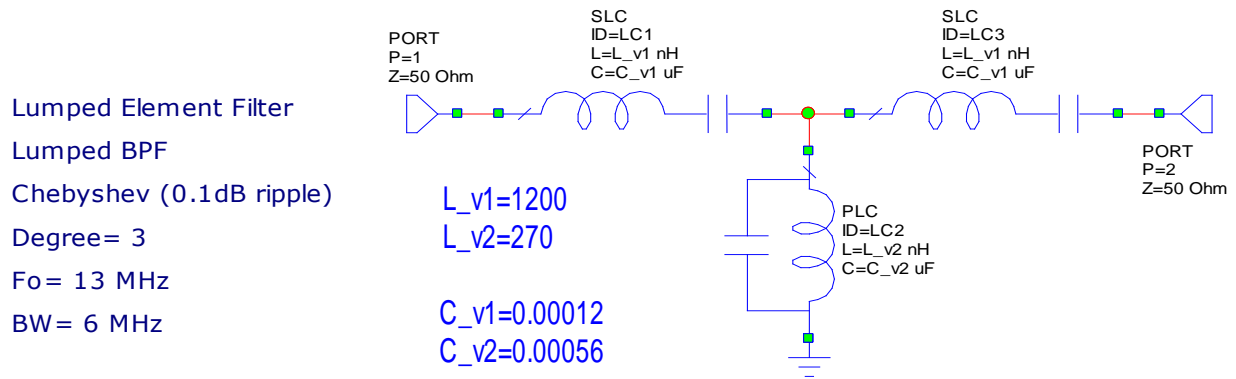 Lumped Element Filter
Lumped BPF
Chebyshev (0.1dB ripple)
Degree= 3
Fo= 13 MHz
BW= 6 MHz
PORT
P=1
Z=50 Ohm
SLC
ID=LC1
L=L_v1 nH
C=C_v1 uF
SLC
ID=LC3
L=L_v1 nH
C=C_v1 uF
PORT
P=2
Z=50 Ohm
L_v1=1200
L_v2=270
C_v1=0.00012
C_v2=0.00056
PLC
ID=LC2
L=L_v2 nH
C=C_v2 uF